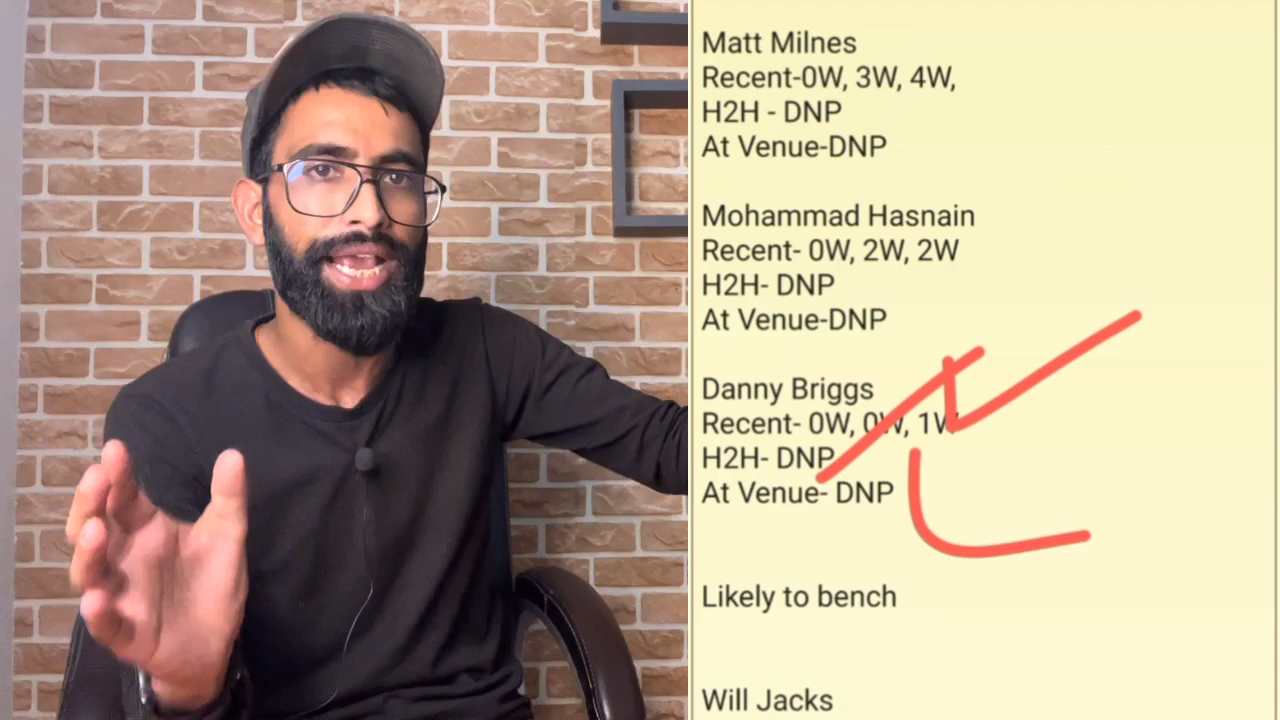 Matt Milnes
Recent-0W, 3W, 4W,
H2H - DNP
At Venue-DNP
Mohammad Hasnain
Recent- 0W, 2W, 2W
H2H- DNP
At Venue-DNP
Danny Briggs
Recent- 0W, 0W, 1W
H2H- DNP
At Venue- DNP
Likely to bench
Will Jacks